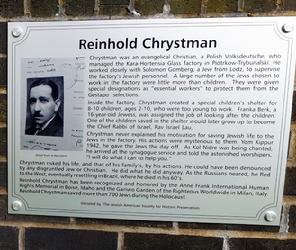 Reinhold Chrystman
Chrystman was an evangelical Christian, a Polish Volksdeutsche who
managed the Kara-Hortensia Glass factory in Piotrkow-Trybunalski. He
worked closely with Solomon Gomberg, a Jew from Lodz, to supervise
the factory's Jewish personnel. A large number of the Jews chosen to
work in the factory were little more than children. They were given
special designations as "essential workers" to protect them from the
Gestapo selections.
Inside the factory, Chrystman created a special children's shelter for
8-10 children, ages 2-10, who were too young to work. Franka Berk, a
16-year-old Jewess, was assigned the job of looking after the children.
One of the children saved in the shelter would later grow up to become
the Chief Rabbi of Israel, Rav Israel Lau.
Chrystman never explained his motivation for saving Jewish life to the
Jews in the factory. His actions were mysterious to them. Yom Kippur
1942, he gave the Jews the day off. As Kol Nidre was being chanted,
he arrived at the synagogue service and told the astonished worshipers,
"I will do what I can to help you."
Chrystman risked his life, and that of his family's, by his actions. He could have been denounced
by any disgruntled Jew or Christian. He did what he did anyway. As the Russians neared, he fled
to the West, eventually resettling in Brazil, where he died in his 60's.
Reinhold Chrystman has been recognized and honored by the Anne Frank International Human
Rights Memorial in Boise, Idaho and the Gariwo Garden of the Righteous Worldwide in Milan, Italy.
Reinhold Chrystman saved more than 700 Jews during the Holocaust.
Donated by The Jewish American Society for Historic Preservation